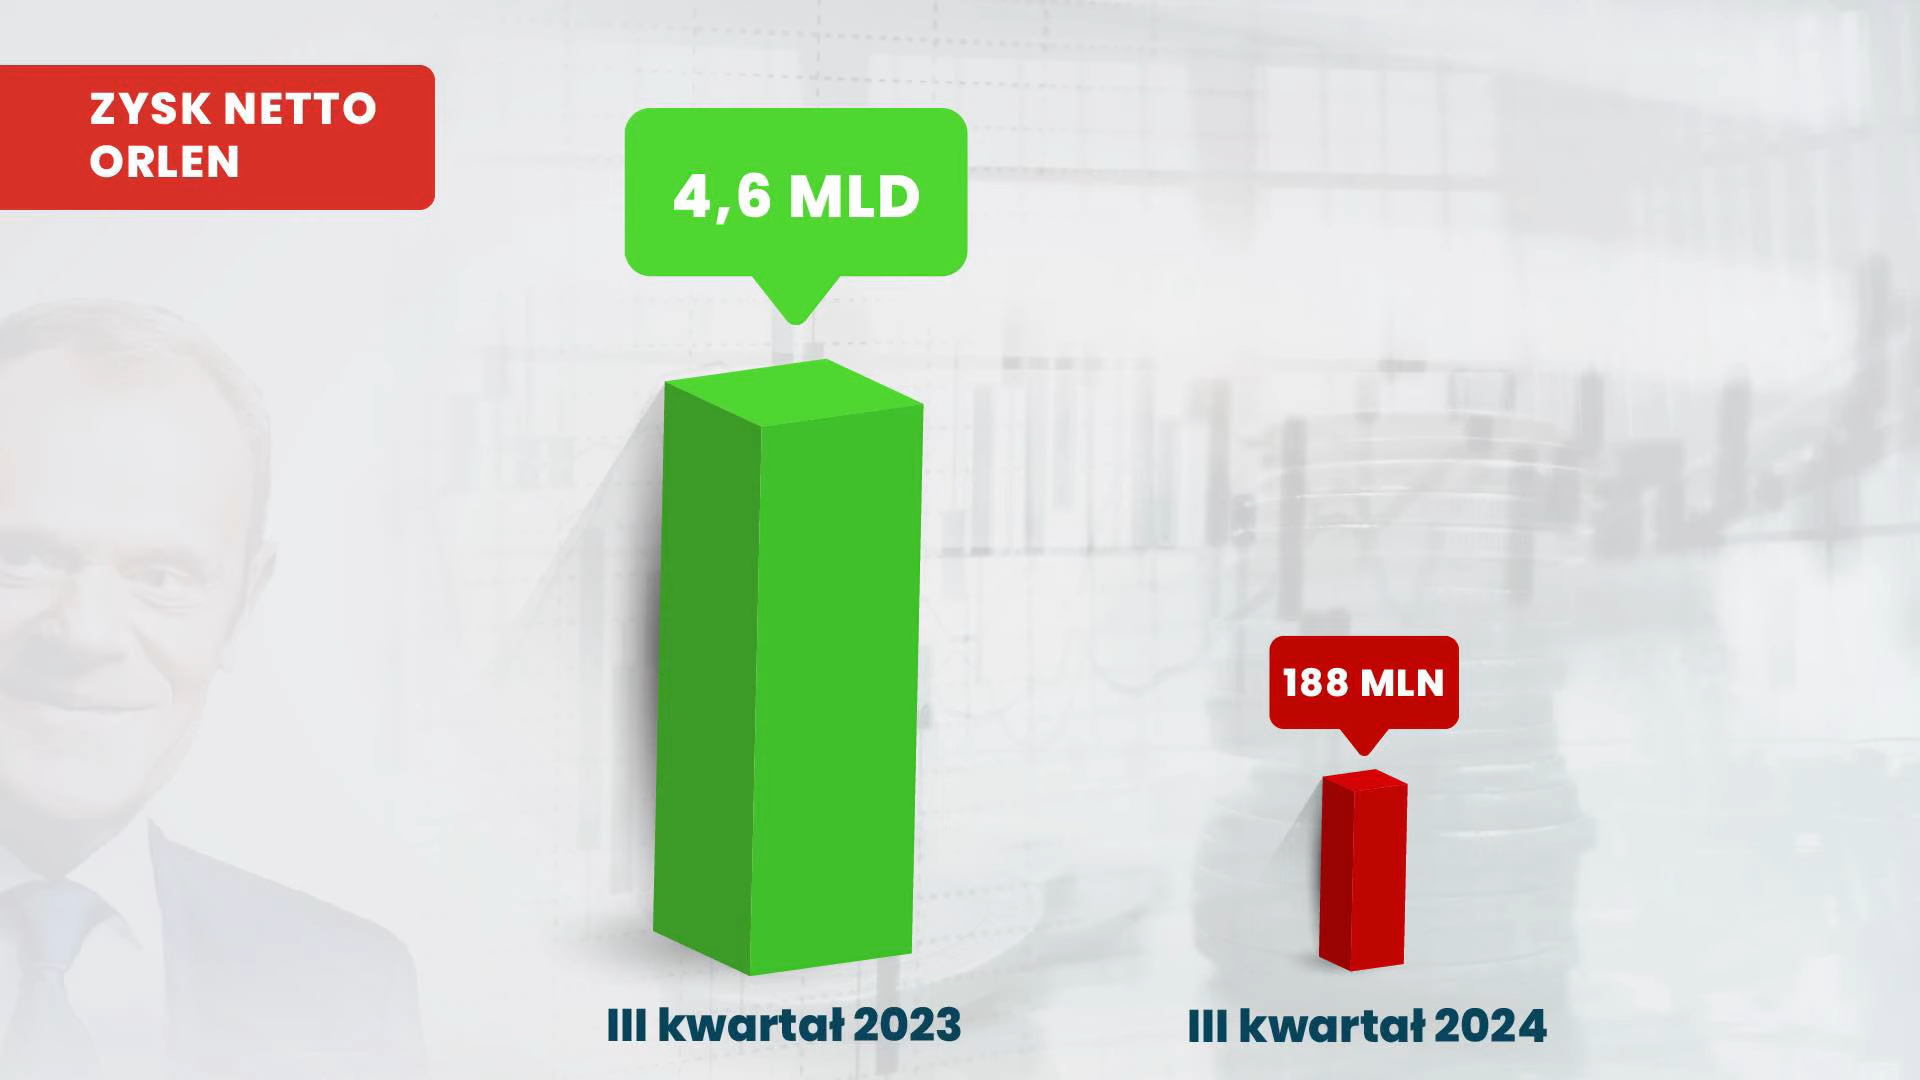 ZYSK NETTO
ORLEN
4,6 MLD
188 MLN
III kwartał 2023
III kwartał 2024